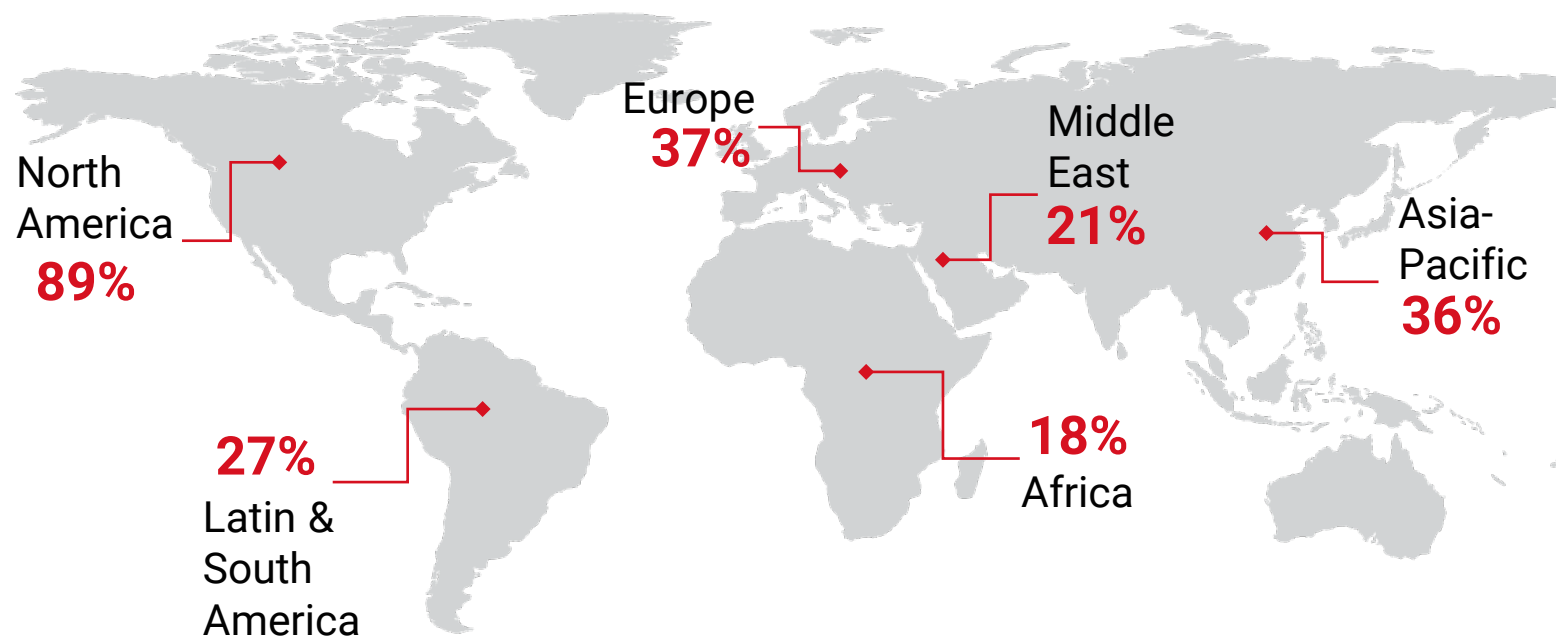 North
America
89%
Europe
37%
Middle
East
21%
Asia-
Pacific
36%
27%
Latin &
South
America
18%
Africa